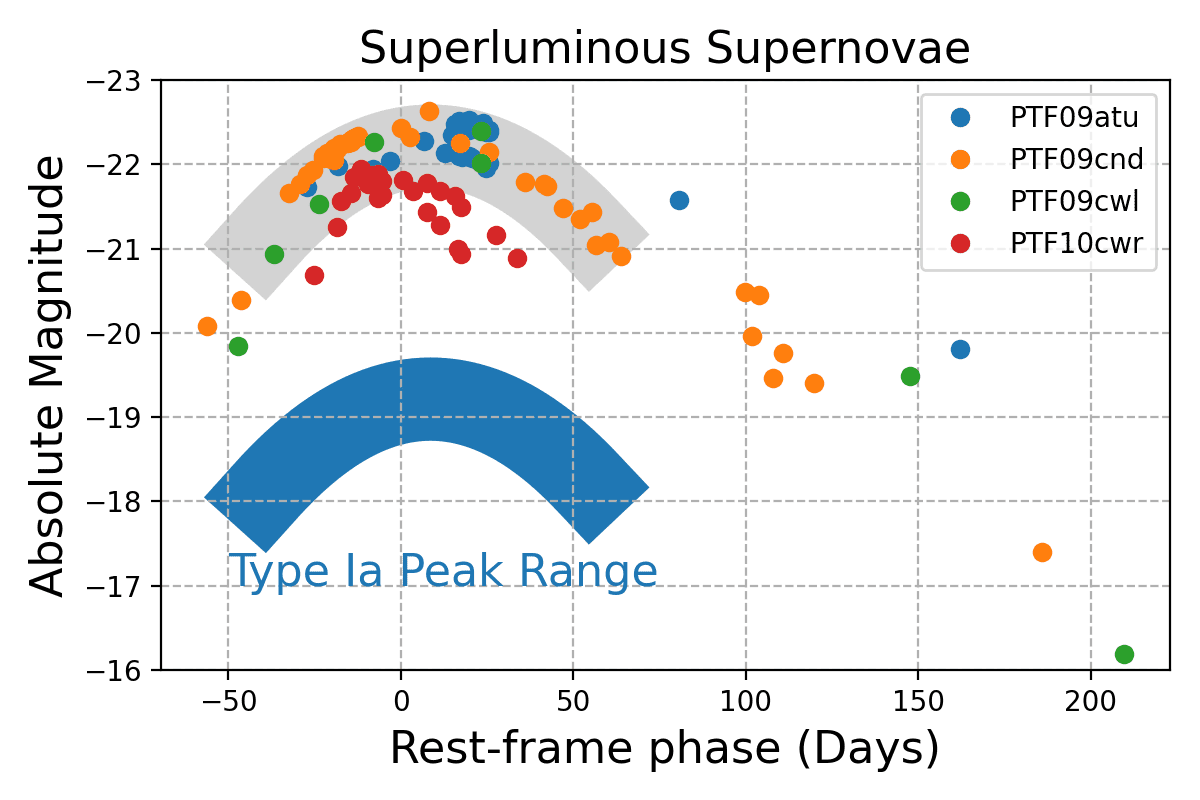 Superluminous Supernovae
Absolute Magnitude
−23
−22
−21
−20
−19
−18
−17
−16
PTF09atu
PTF09cnd
PTF09cwl
PTF10cwr
Type Ia Peak Range
−50
0
50
100
150
200
Rest-frame phase (Days)